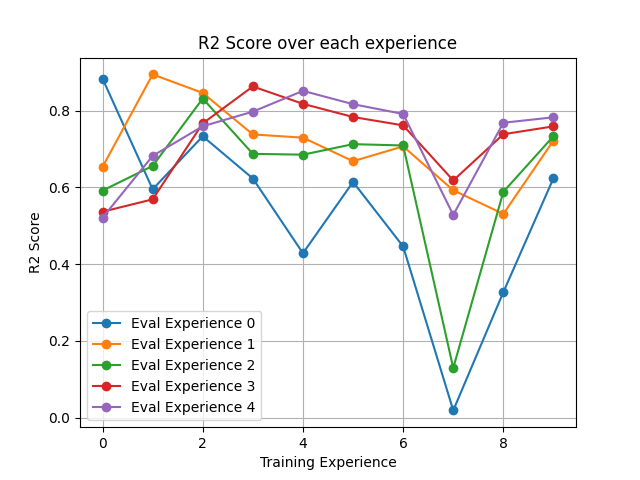 R2 Score over each experience
R2 Score
0.8
0.6
0.4
0.2
0.0
Eval Experience 0
Eval Experience 1
Eval Experience 2
Eval Experience 3
Eval Experience 4
0 2 4 6 8
Training Experience